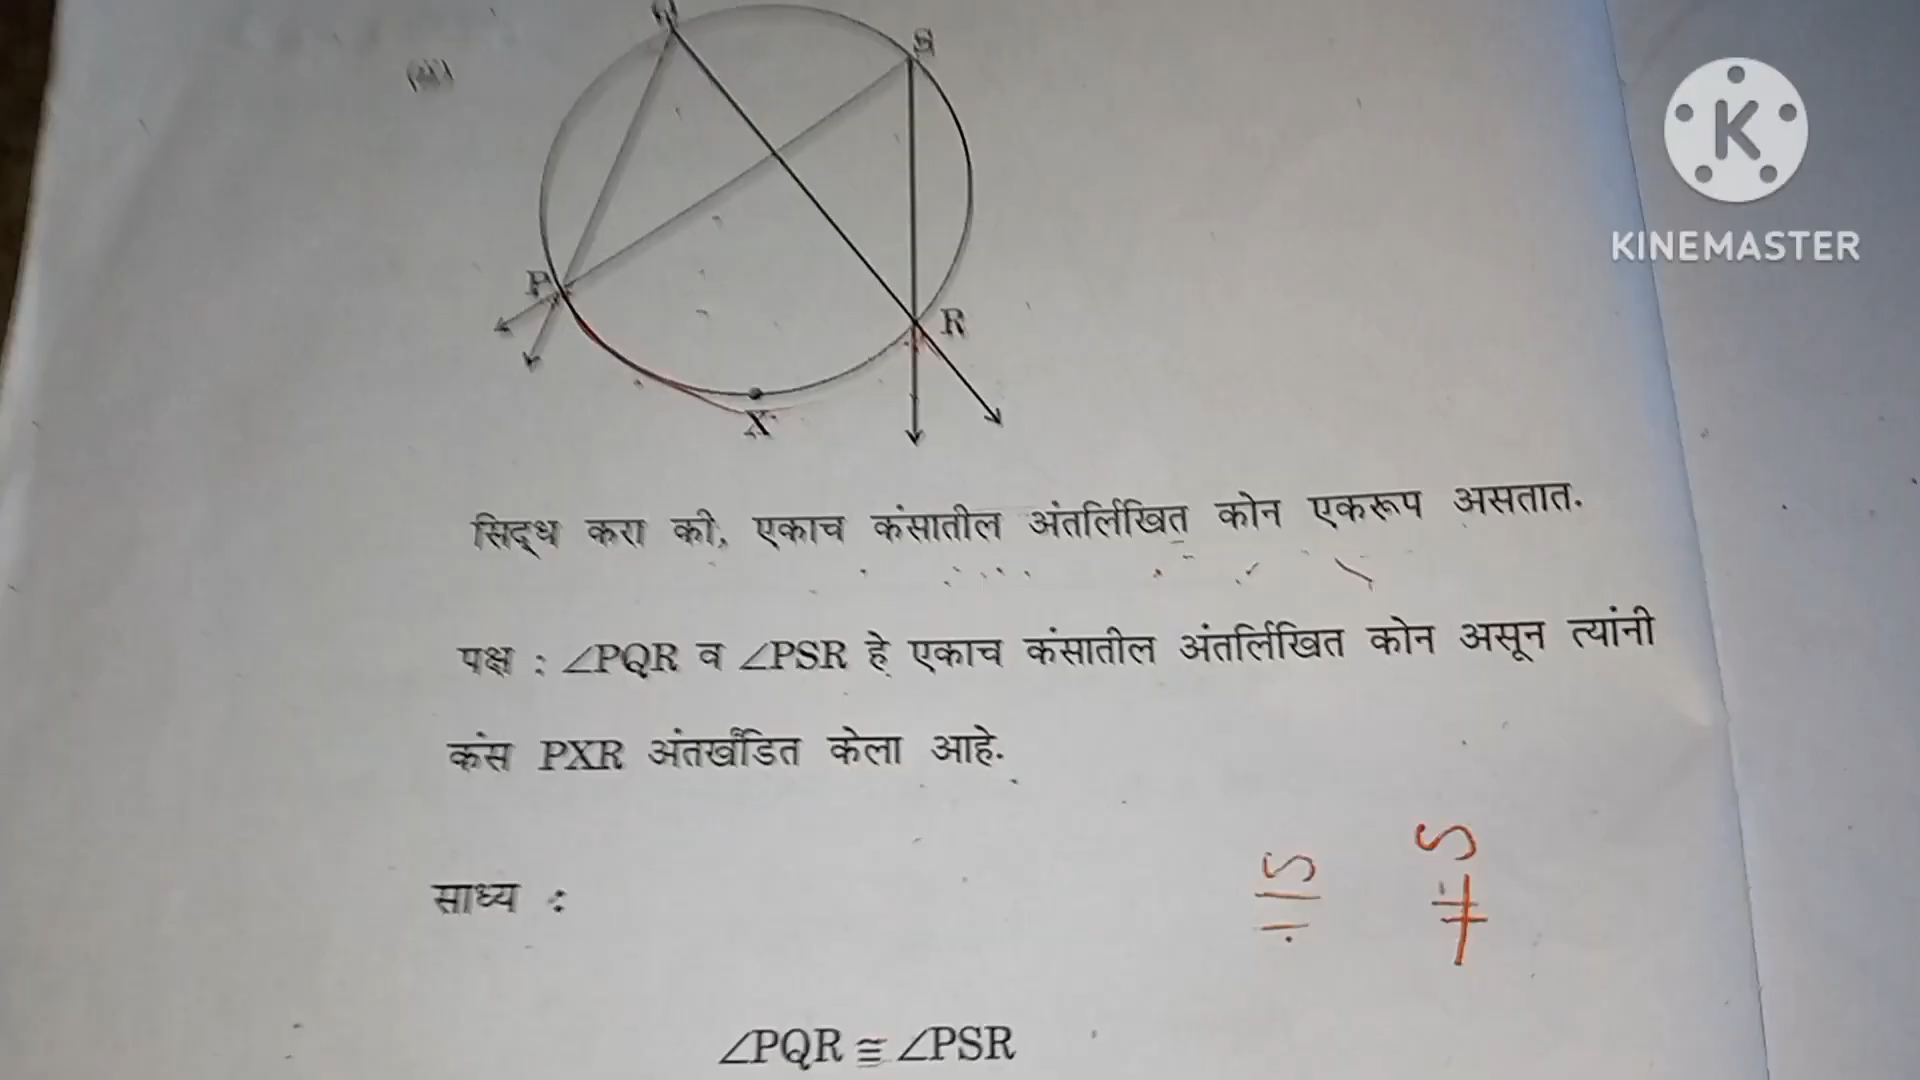 S
KINEMASTER
P
R
X
सिद्ध करा की, एकाच कंसातील अंतर्लिखित कोन एकरूप असतात.
पक्ष : ∠PQR व ∠PSR हे एकाच कंसातील अंतर्लिखित कोन असून त्यांनी
कंस PXR अंतर्खंडित केला आहे.
साध्य :
∠PQR ≅ ∠PSR